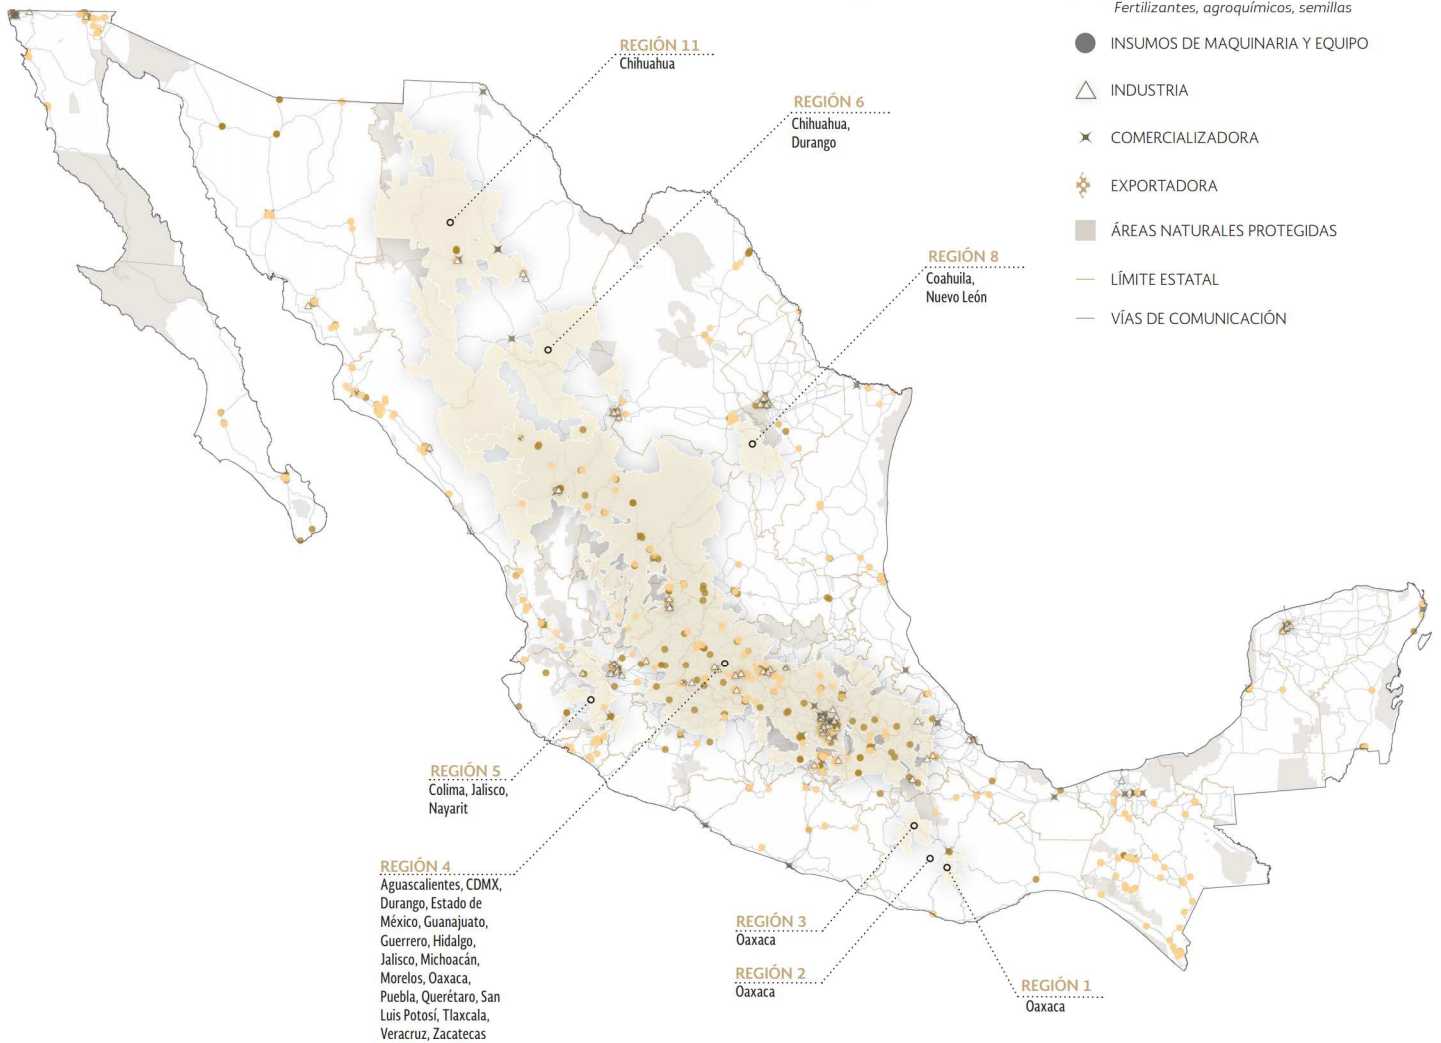 Fertilizantes, agroquímicos, semillas
INSUMOS DE MAQUINARIA Y EQUIPO
INDUSTRIA
COMERCIALIZADORA
EXPORTADORA
ÁREAS NATURALES PROTEGIDAS
LÍMITE ESTATAL
VÍAS DE COMUNICACIÓN
REGIÓN 11
Chihuahua
REGIÓN 6
Chihuahua,
Durango
REGIÓN 8
Coahuila,
Nuevo León
REGIÓN 5
Colima, Jalisco,
Nayarit
REGIÓN 4
Aguascalientes, CDMX,
Durango, Estado de
México, Guanajuato,
Guerrero, Hidalgo,
Jalisco, Michoacán,
Morelos, Oaxaca,
Puebla, Querétaro, San
Luis Potosí, Tlaxcala,
Veracruz, Zacatecas
REGIÓN 3
Oaxaca
REGIÓN 2
Oaxaca
REGIÓN 1
Oaxaca